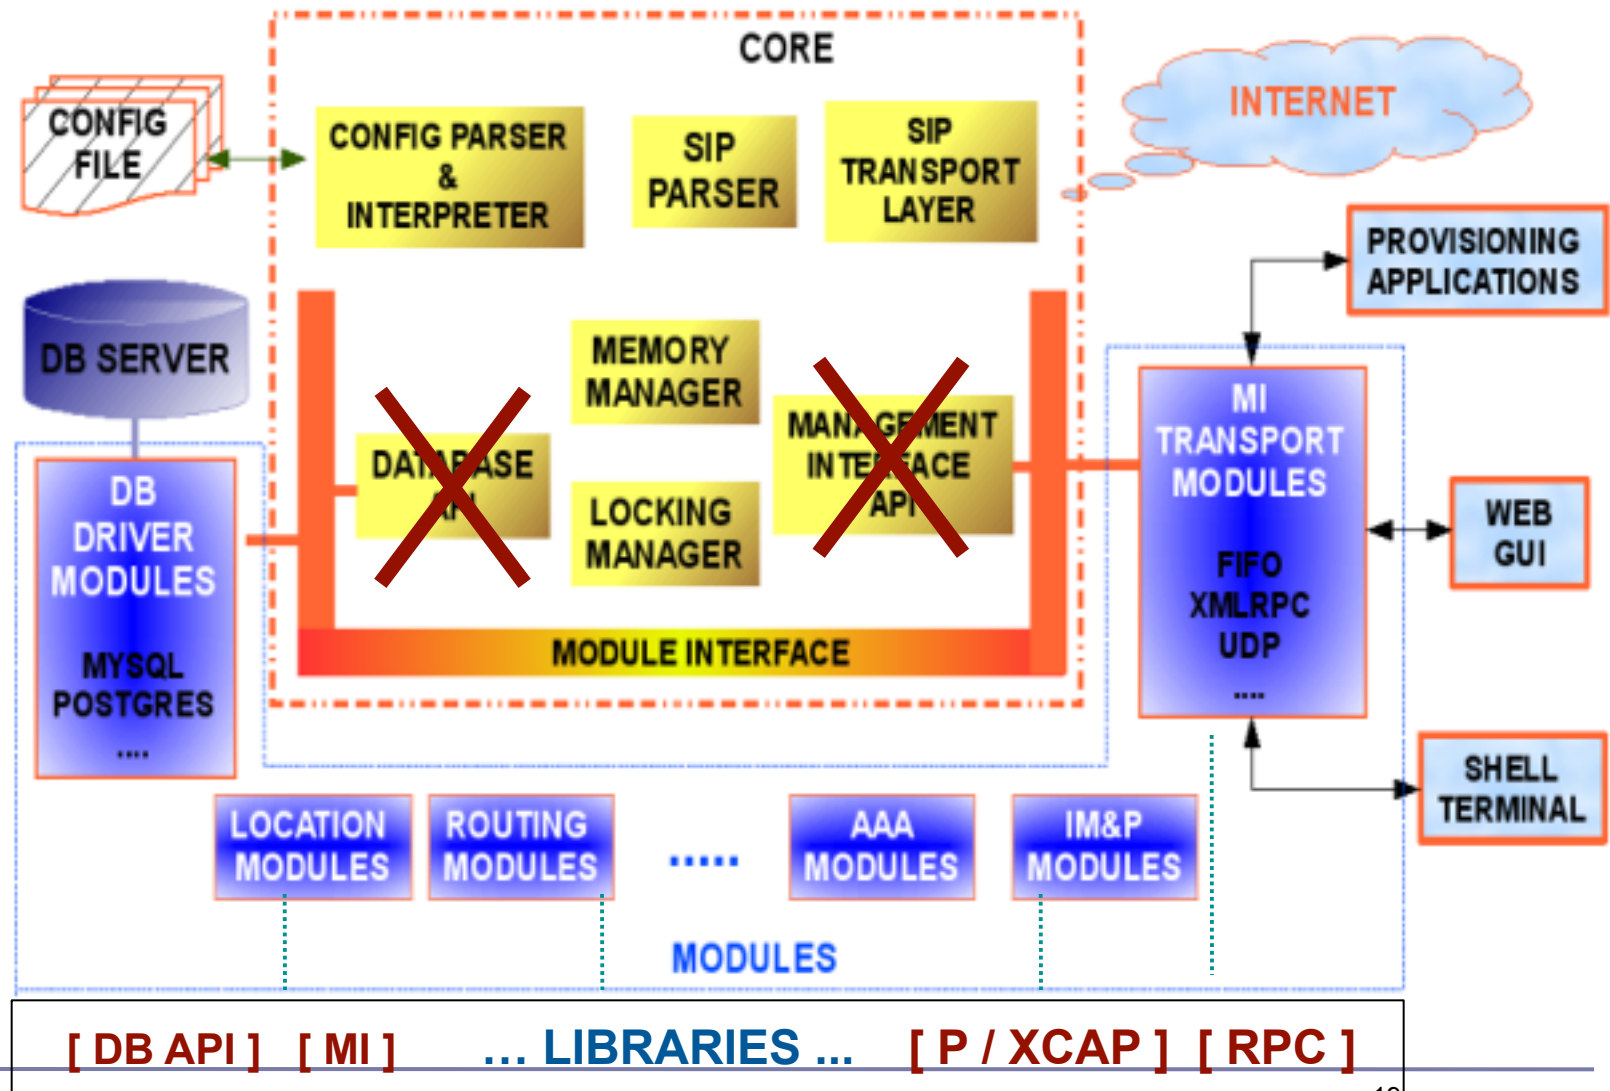 CORE
CONFIG
FILE
CONFIG PARSER
&
INTERPRETER
SIP
PARSER
SIP
TRANSPORT
LAYER
INTERNET
PROVISIONING
APPLICATIONS
DB SERVER
MEMORY
MANAGER
DATABASE
API
LOCKING
MANAGER
MANAGEMENT
INTERFACE
API
MODULE INTERFACE
DB
DRIVER
MODULES
MYSQL
POSTGRES
....
MI
TRANSPORT
MODULES
FIFO
XMLRPC
UDP
....
WEB
GUI
SHELL
TERMINAL
LOCATION
MODULES
ROUTING
MODULES
.....
AAA
MODULES
IM&P
MODULES
MODULES
[ DB API ] [ MI ] ... LIBRARIES ... [ P / XCAP ] [ RPC ]